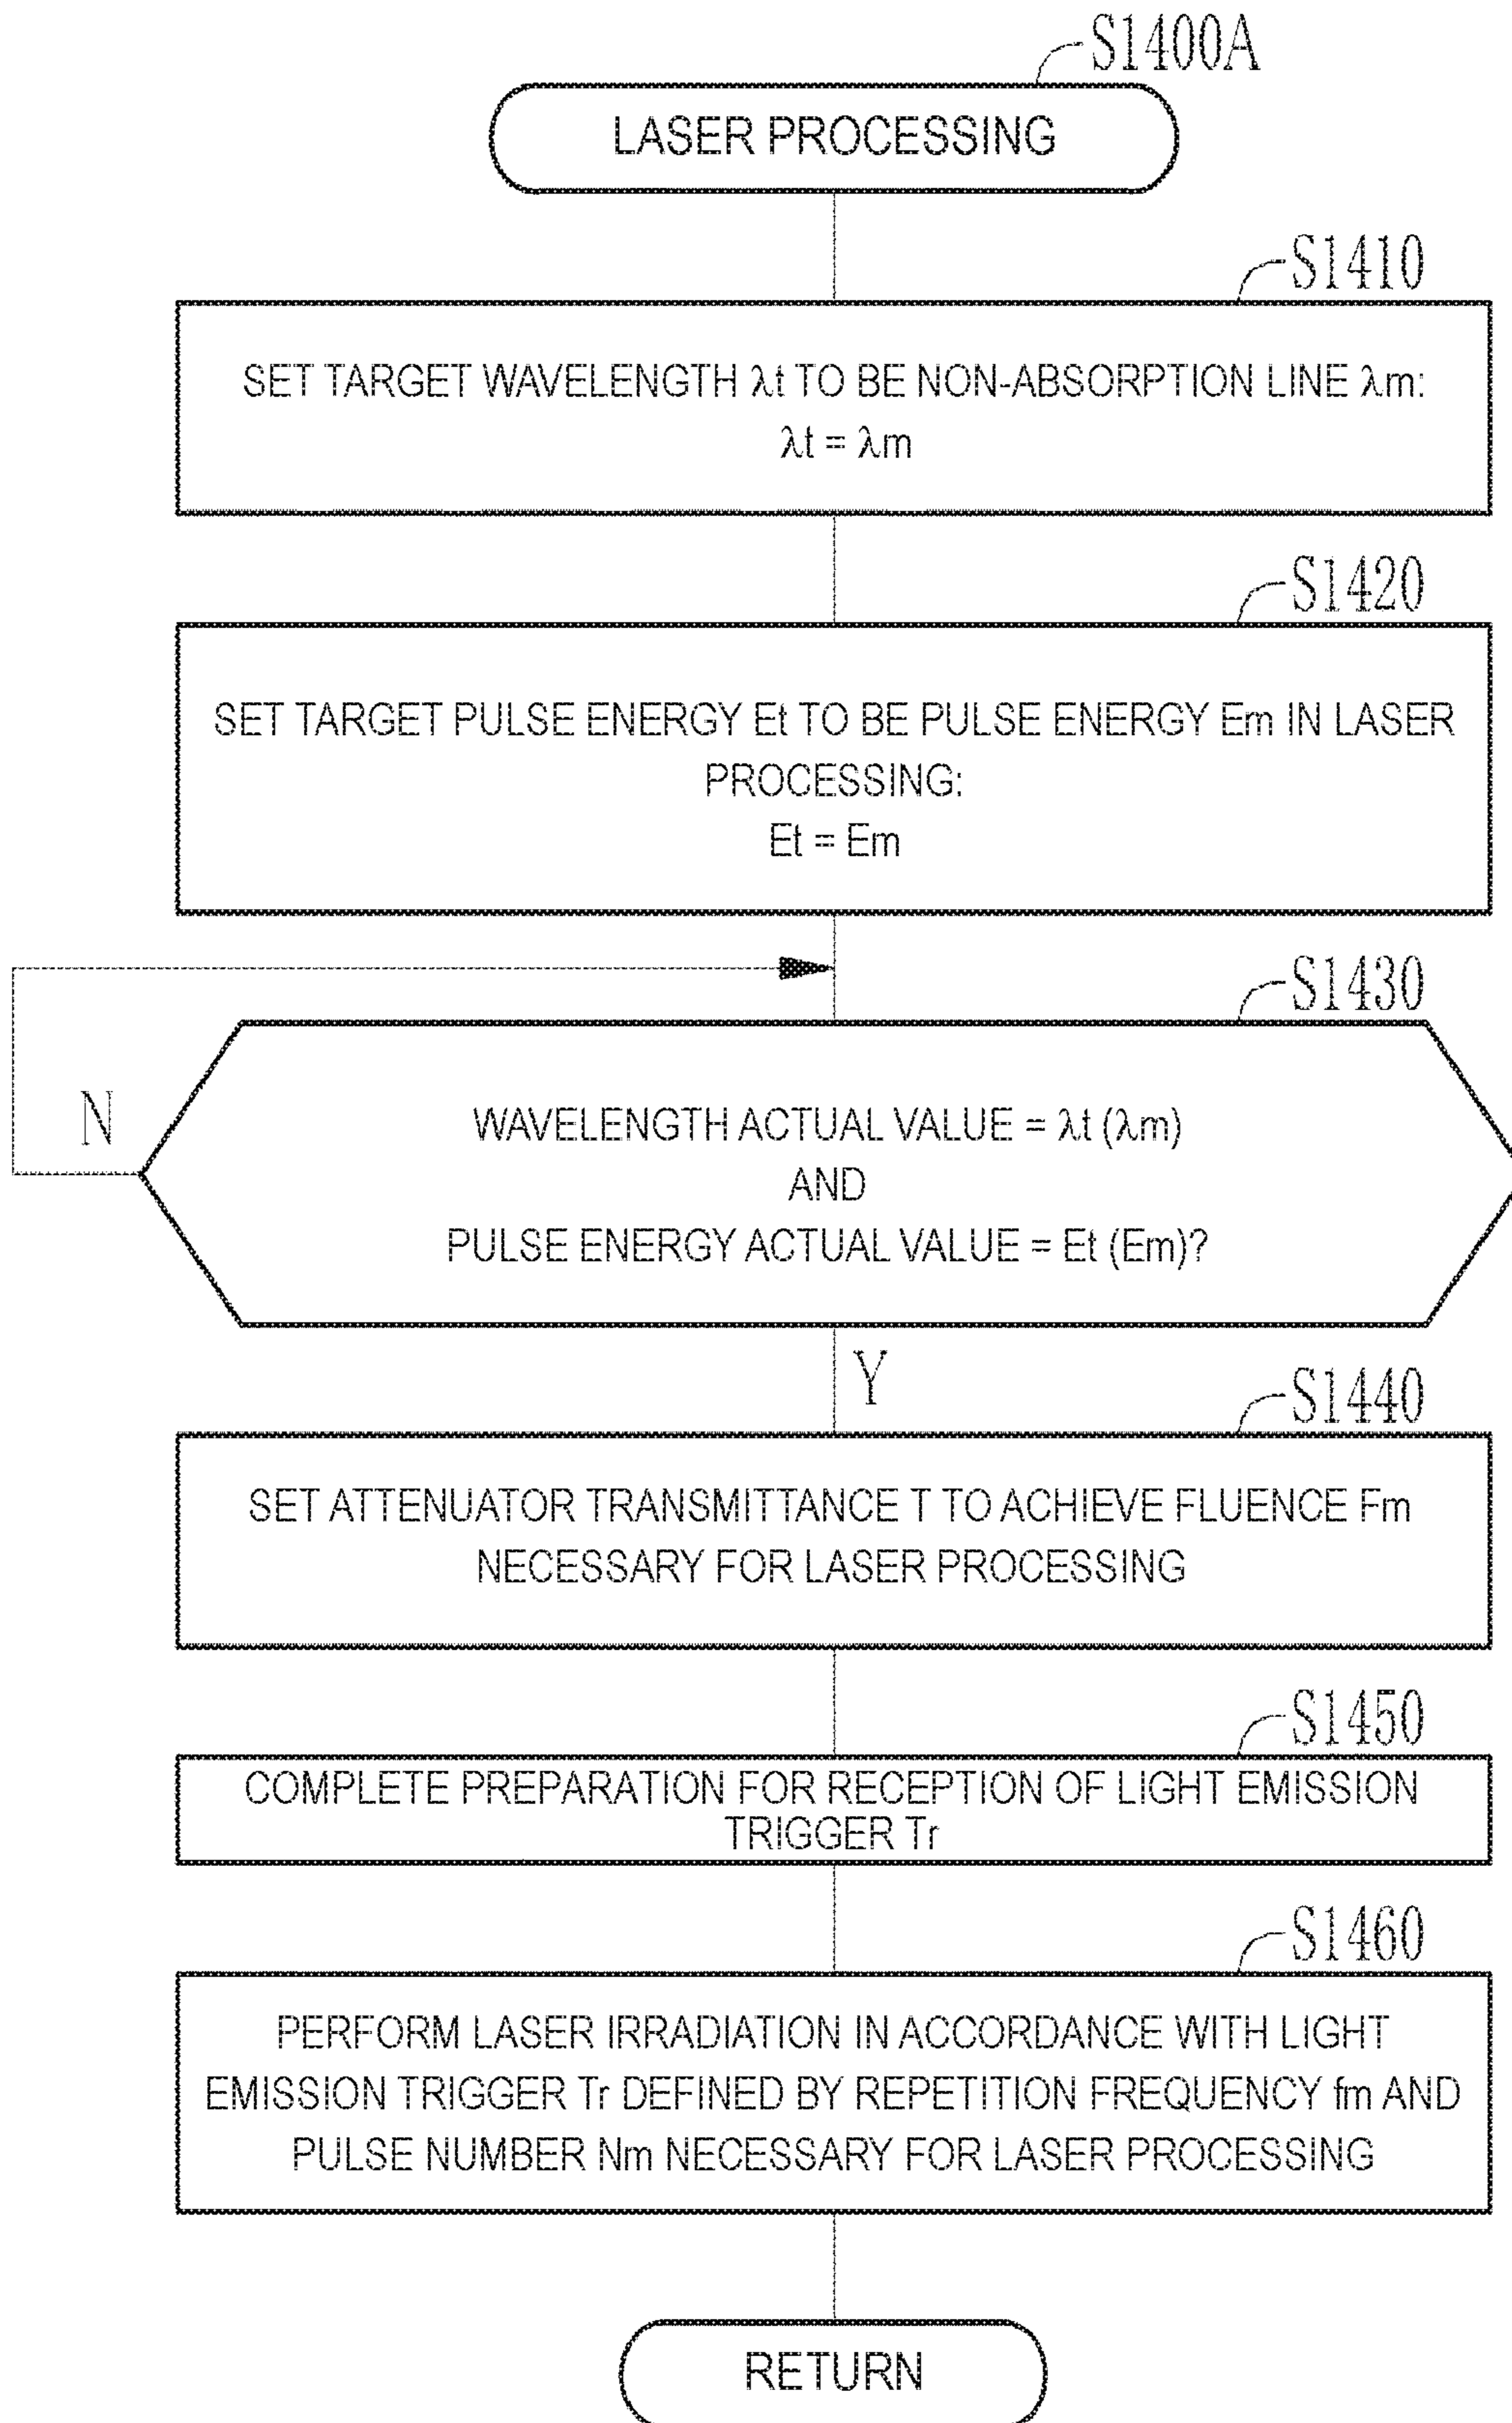 S1400A
LASER PROCESSING
S1410
SET TARGET WAVELENGTH λt TO BE NON-ABSORPTION LINE λm:
λt = λm
S1420
SET TARGET PULSE ENERGY Et TO BE PULSE ENERGY Em IN LASER
PROCESSING:
Et = Em
S1430
N
WAVELENGTH ACTUAL VALUE = λt (λm)
AND
PULSE ENERGY ACTUAL VALUE = Et (Em)?
Y
S1440
SET ATTENUATOR TRANSMITTANCE T TO ACHIEVE FLUENCE Fm
NECESSARY FOR LASER PROCESSING
S1450
COMPLETE PREPARATION FOR RECEPTION OF LIGHT EMISSION
TRIGGER Tr
S1460
PERFORM LASER IRRADIATION IN ACCORDANCE WITH LIGHT
EMISSION TRIGGER Tr DEFINED BY REPETITION FREQUENCY fm AND
PULSE NUMBER Nm NECESSARY FOR LASER PROCESSING
RETURN